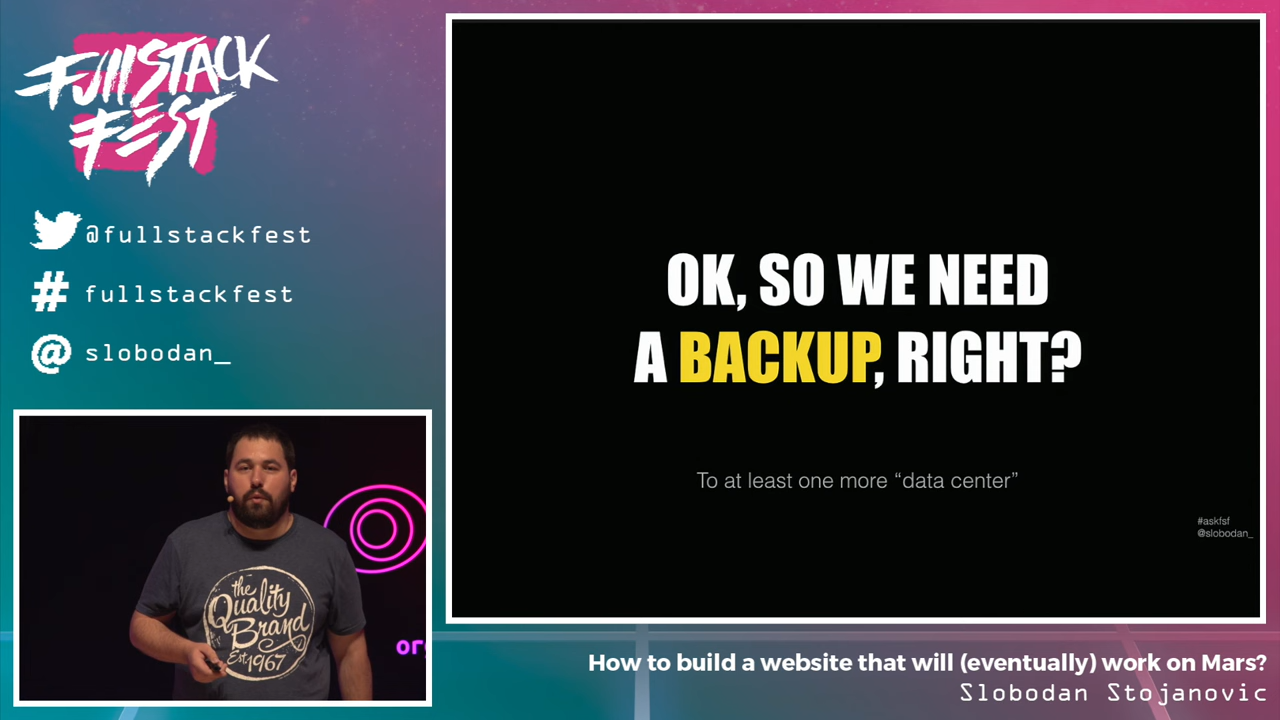 FullSTACK
FEST
@fullstackfest
# fullstackfest
@ slobodan_
OK, SO WE NEED
A BACKUP, RIGHT?
To at least one more “data center”
#askfsf
@slobodan_
the
Quality
Brand
Est 1967
How to build a website that will (eventually) work on Mars?
Slobodan Stojanovic